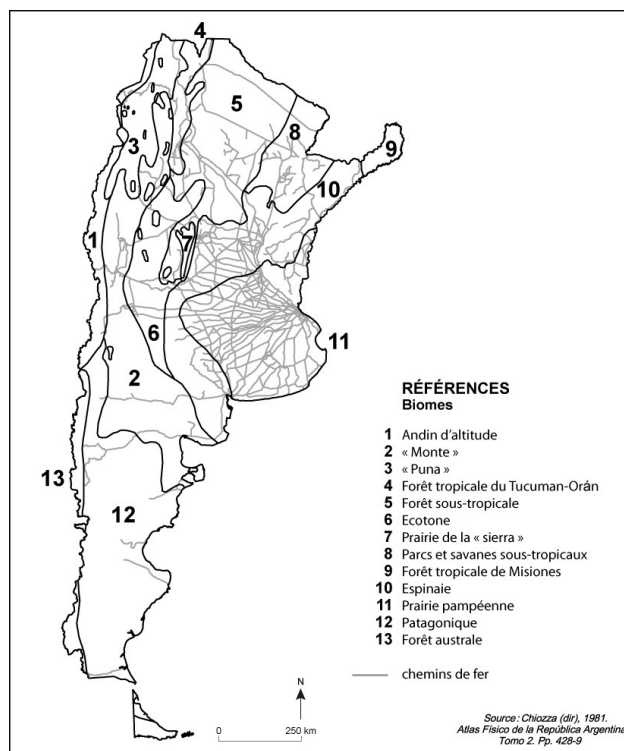 4
5
8
3
9
10
1
7
11
6
2
13
12
RÉFÉRENCES
Biomes
1 Andin d'altitude
2 « Monte »
3 « Puna »
4 Forêt tropicale du Tucuman-Orán
5 Forêt sous-tropicale
6 Ecotone
7 Prairie de la « sierra »
8 Parcs et savanes sous-tropicaux
9 Forêt tropicale de Misiones
10 Espinaie
11 Prairie pampéenne
12 Patagonique
13 Forêt australe
chemins de fer
N
0 250 km
Source: Chiozza (dir), 1981.
Atlas Físico de la República Argentina
Tomo 2. Pp. 428-9